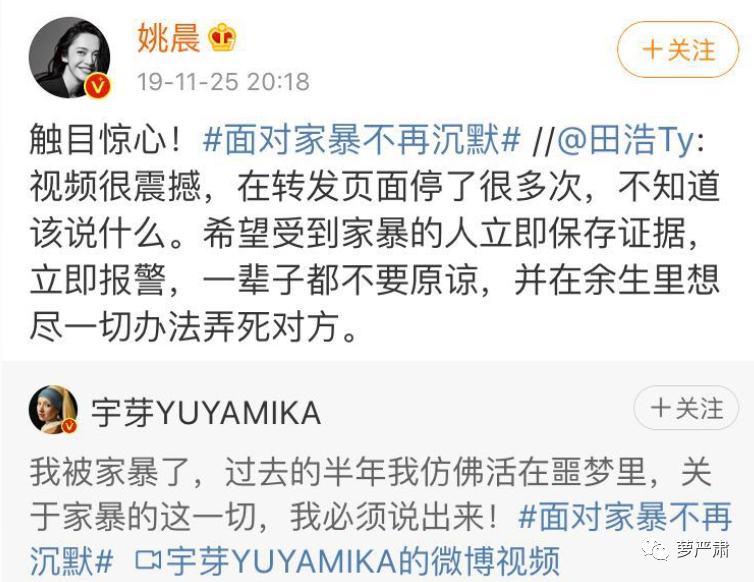 姚晨
19-11-25 20:18
+关注
触目惊心！#面对家暴不再沉默# //@田浩Ty:
视频很震撼，在转发页面停了很多次，不知道
该说什么。希望受到家暴的人立即保存证据，
立即报警，一辈子都不要原谅，并在余生里想
尽一切办法弄死对方。
宇芽YUYAMIKA
+关注
我被家暴了，过去的半年我仿佛活在噩梦里，关
于家暴的这一切，我必须说出来！#面对家暴不再
沉默# 宇芽YUYAMIKA的微博视频
萝严肃